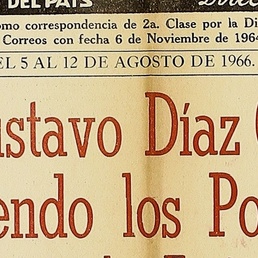 DEL PAIS
como correspondencia de 2a. Clase por la Di
Correos con fecha 6 de Noviembre de 1964
EL 5 AL 12 DE AGOSTO DE 1966.
ustavo Díaz
endo los Po